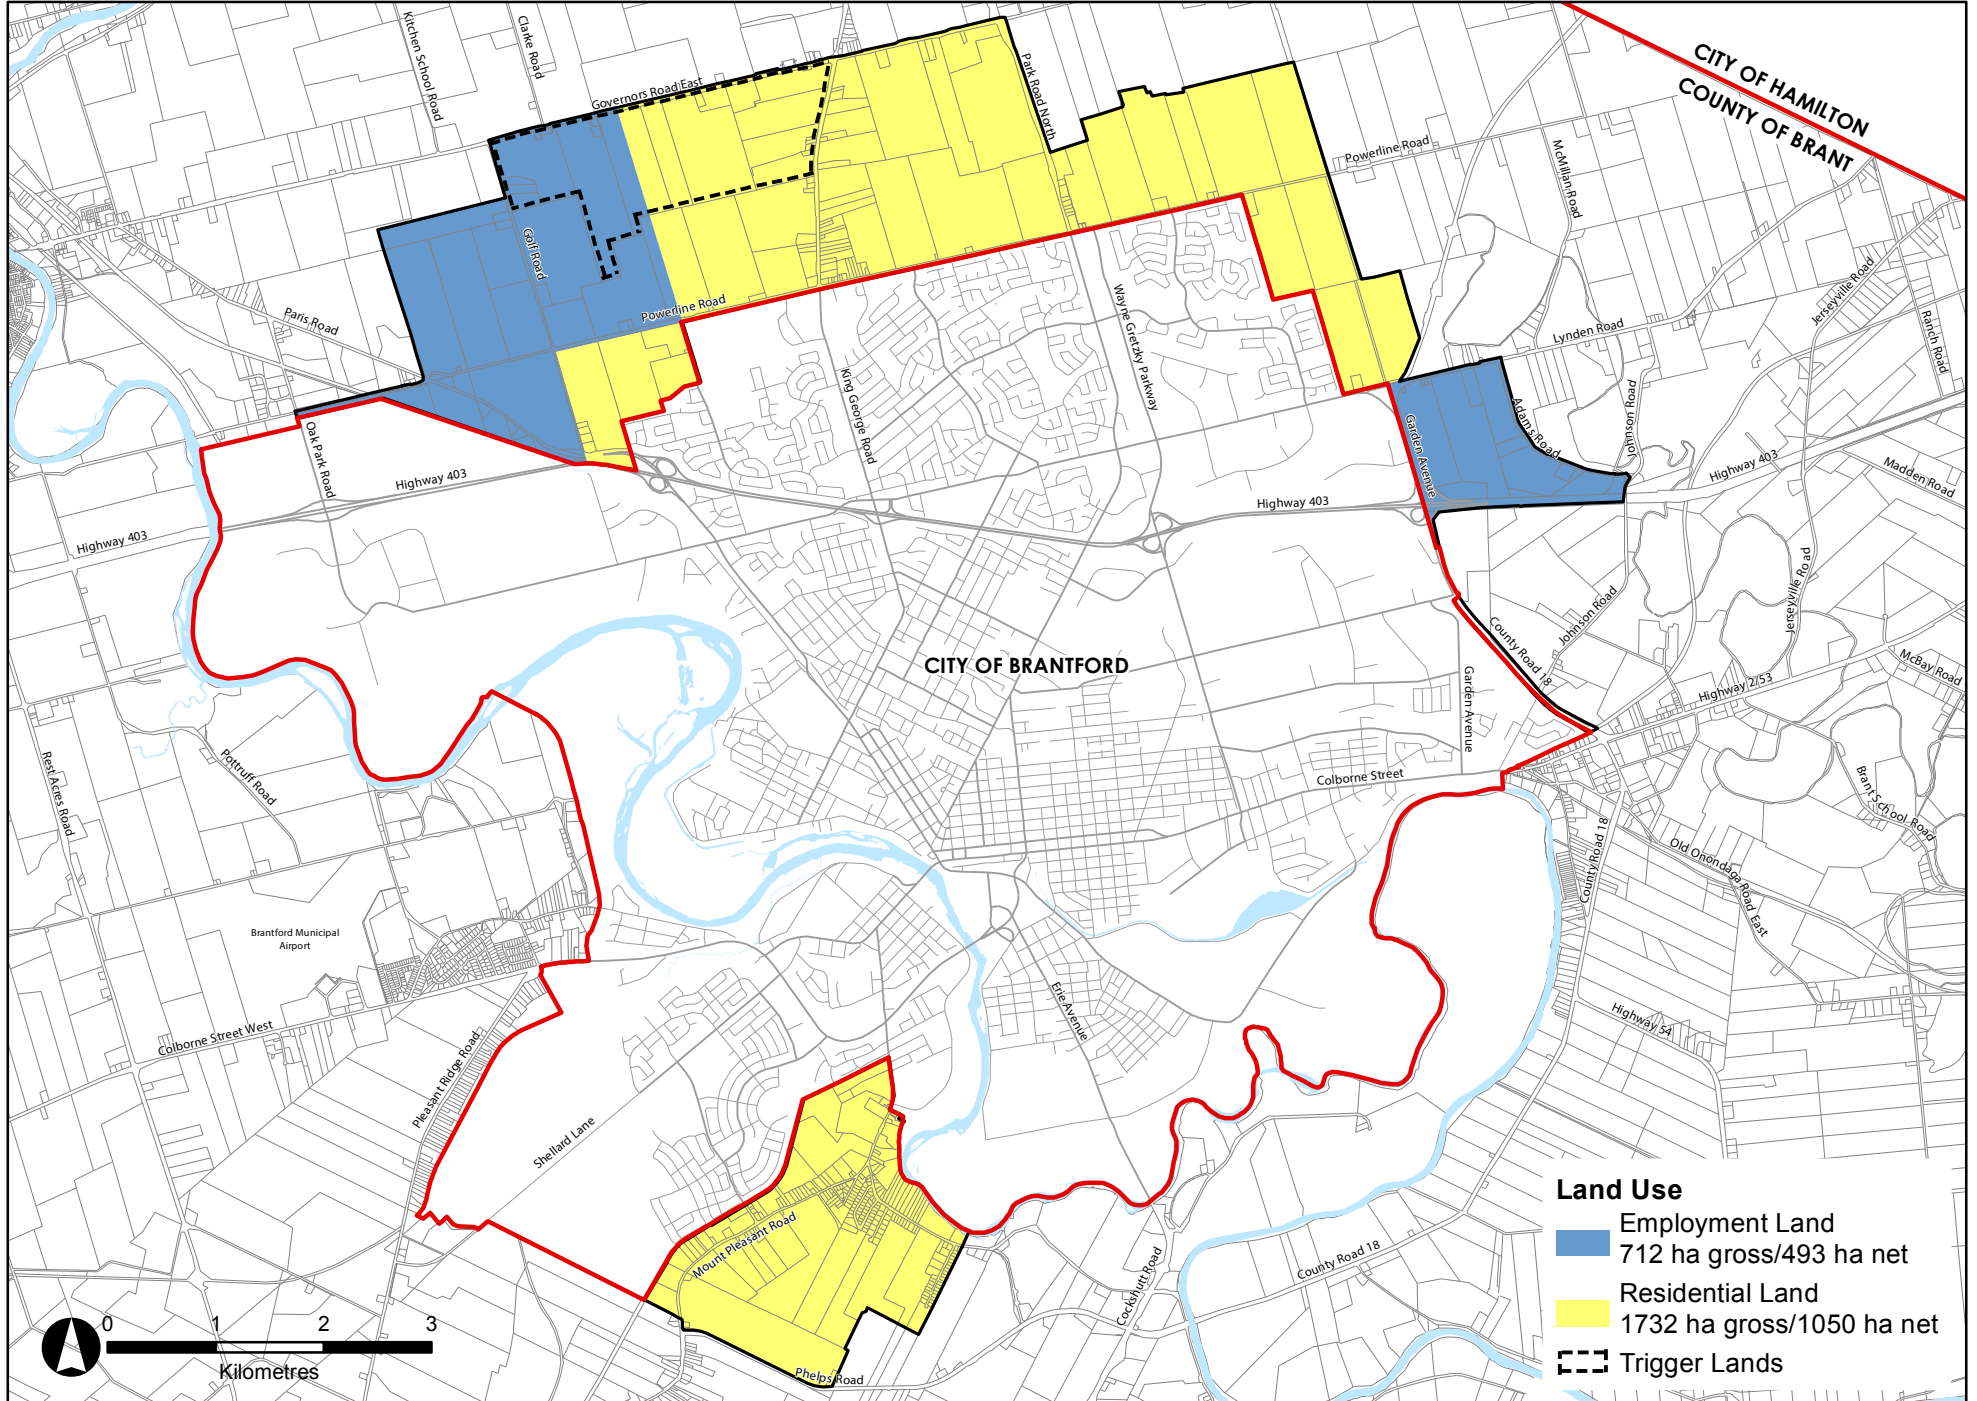 Kitchen School Road
Clarke Road
Governors Road East
Park Road North
CITY OF HAMILTON
COUNTY OF BRANT
Powerline Road
McMillan Road
Golf Road
Paris Road
Powerline Road
Wayne Gretzky Parkway
Lynden Road
Jerseyville Road
Ranch Road
King George Road
Oak Park Road
Adams Road
Johnson Road
Garden Avenue
Highway 403
Highway 403
Highway 403
Highway 403
Madden Road
Jerseyville Road
Johnson Road
County Road 18
CITY OF BRANTFORD
Garden Avenue
Highway 2/53
McBay Road
Rest Acres Road
Pottruff Road
Colborne Street
Brant School Road
County Road 18
Old Onondaga Road East
Brantford Municipal
Airport
Erie Avenue
Highway 54
Colborne Street West
Pleasant Ridge Road
Shellard Lane
Mount Pleasant Road
Cockshutt Road
County Road 18
Phelps Road
0 1 2 3
Kilometres
Land Use
Employment Land
712 ha gross/493 ha net
Residential Land
1732 ha gross/1050 ha net
Trigger Lands